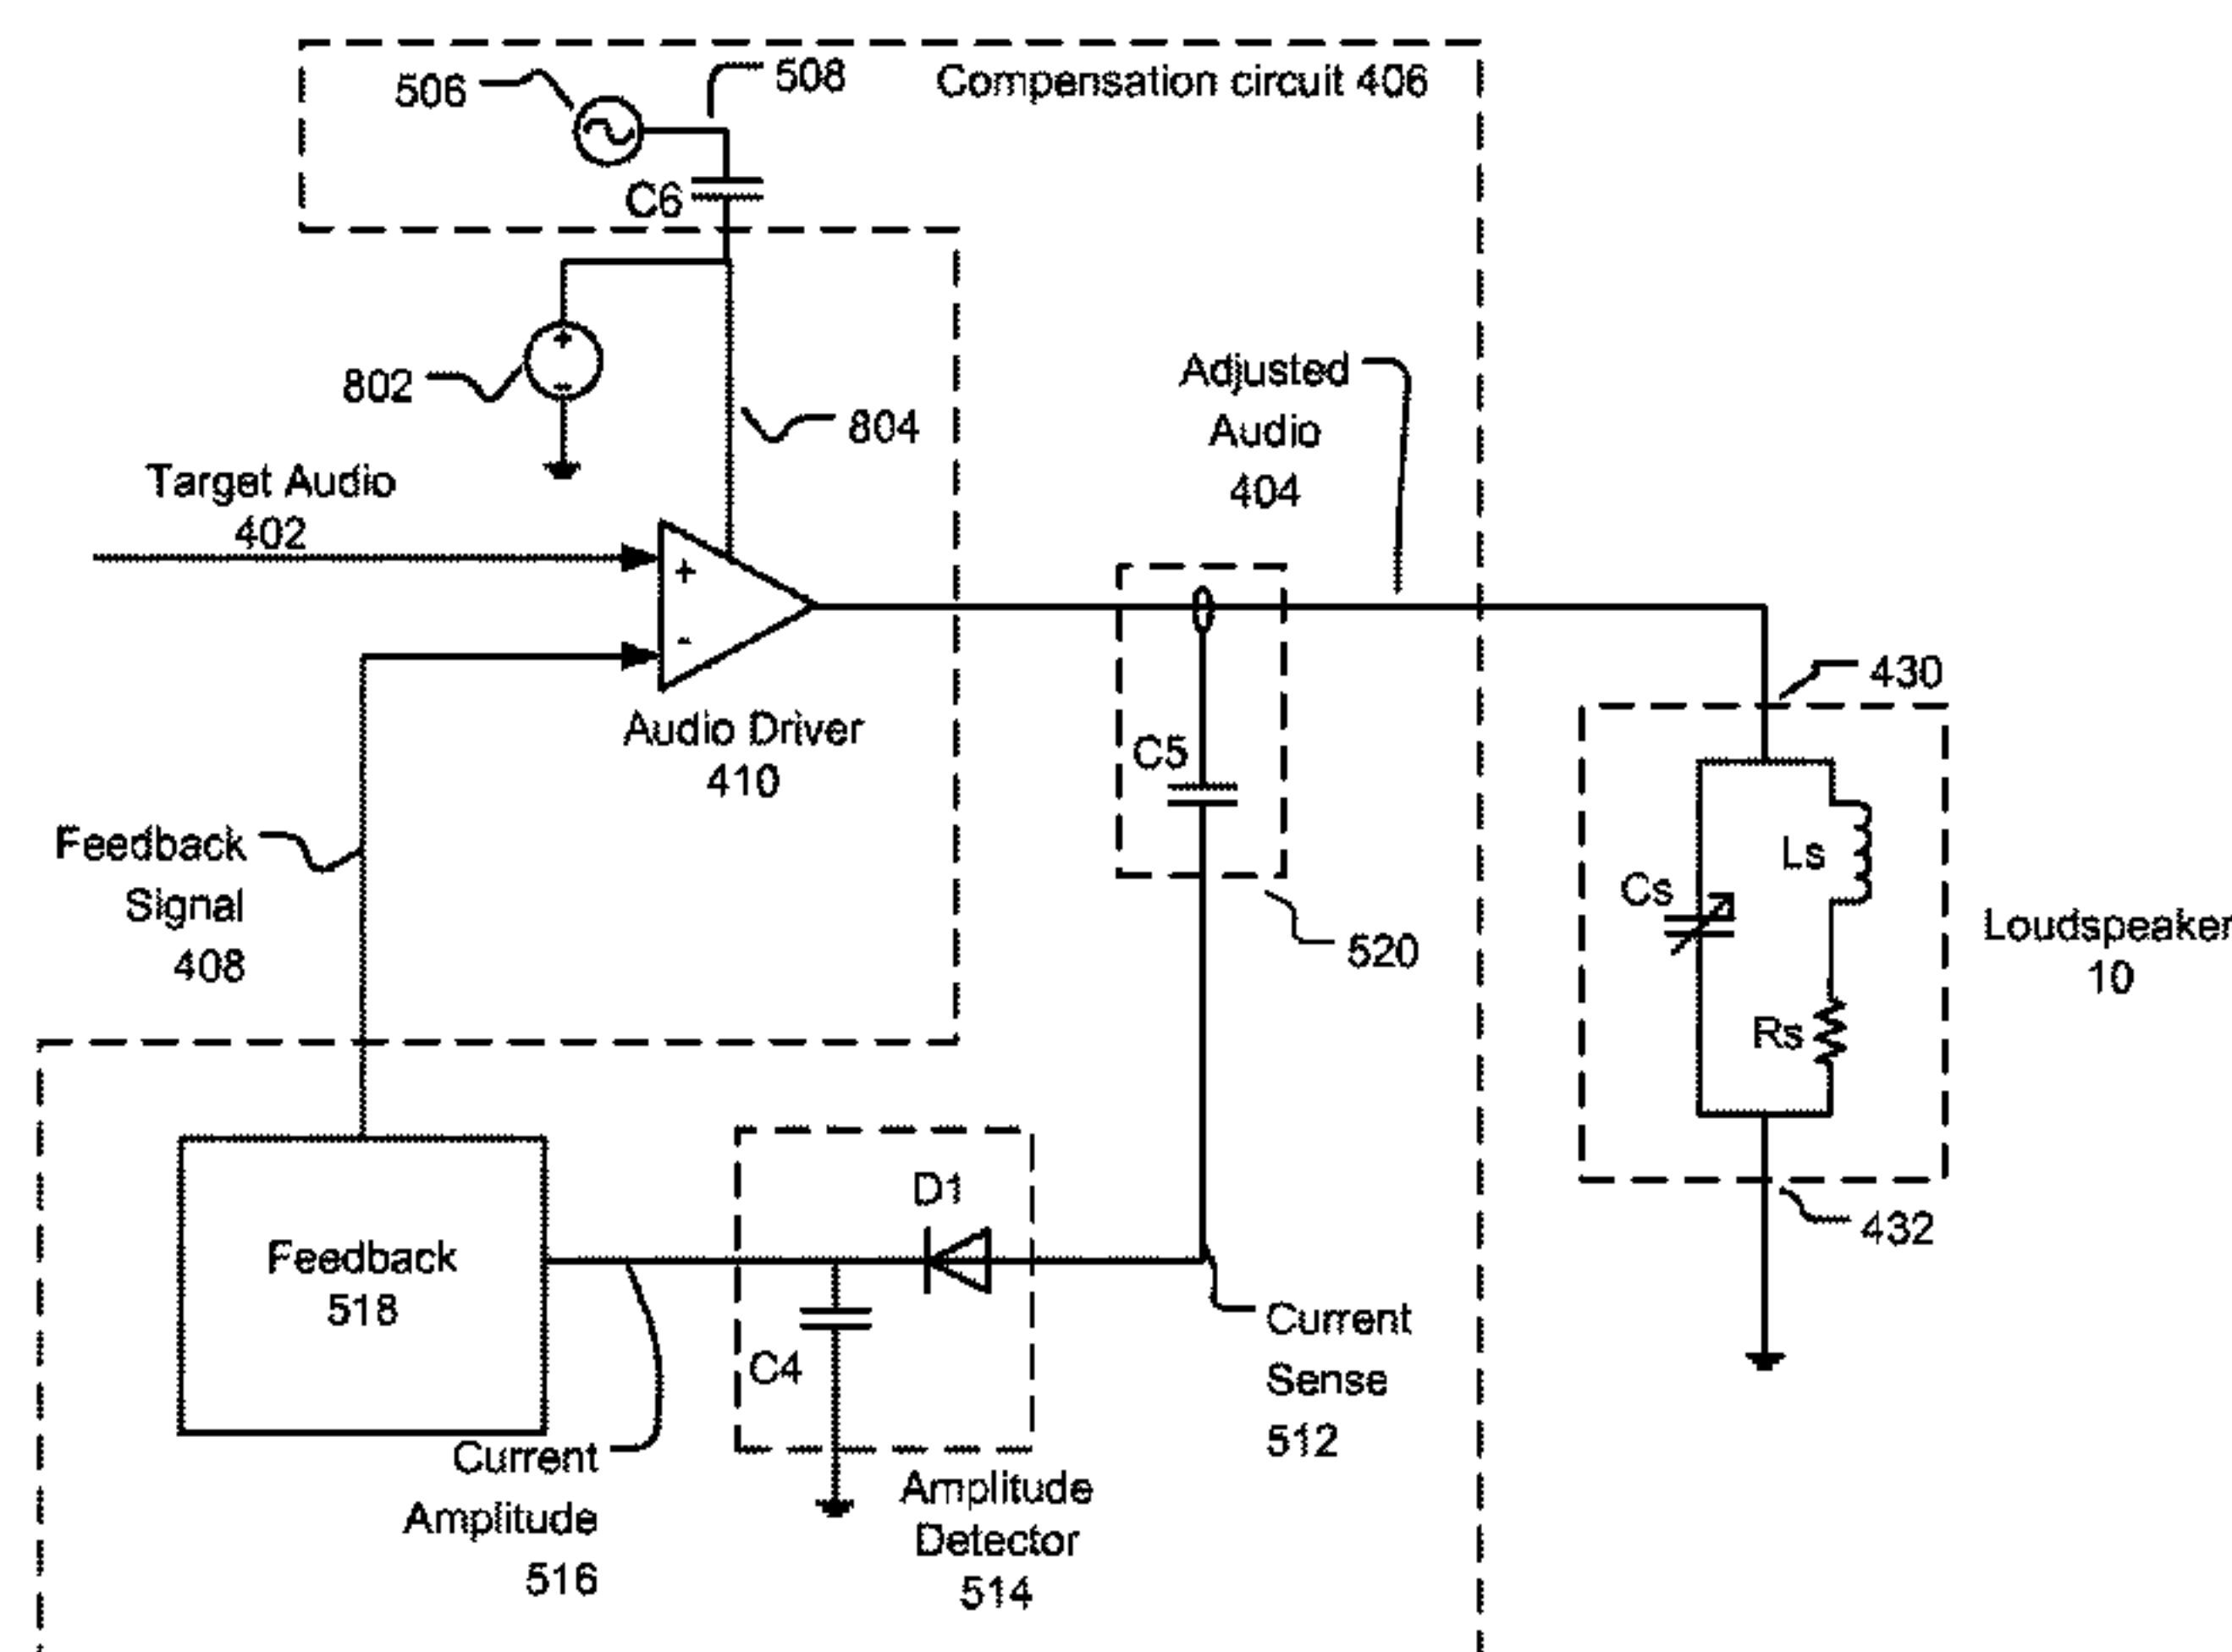 508
506
Compensation circuit 406
C6
802
804
Adjusted
Audio
404
Target Audio
402
+
-
+
-
Audio Driver
410
430
C5
Feedback
Signal
408
Ls
Cs
520
Loudspeaker
10
Rs
D1
432
Feedback
518
C4
Current
Sense
512
Current
Amplitude
516
Amplitude
Detector
514